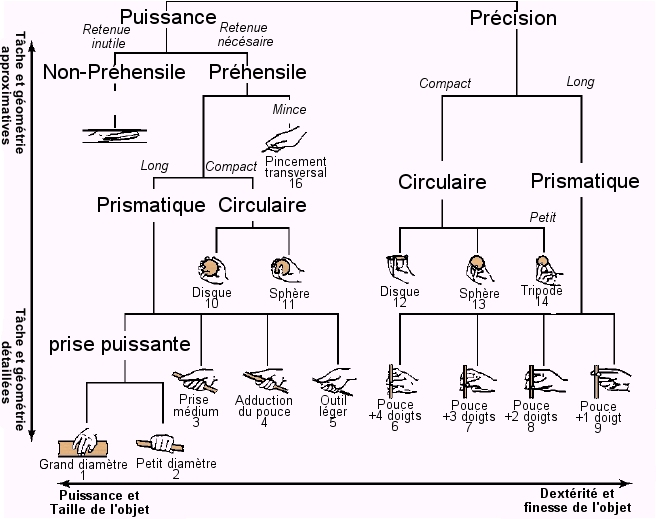 Puissance
Précision
Retenue
inutile
Retenue
nécésaire
Non-Préhensile
Préhensile
Compact
Long
Mince
Pincement
transversal
16
Long
Compact
Prismatique
Circulaire
Circulaire
Prismatique
Petit
Disque
10
Sphère
11
Disque
12
Sphère
13
Tripode
14
prise puissante
Prise
médium
3
Adduction
du pouce
4
Outil
léger
5
Pouce
+4 doigts
6
Pouce
+3 doigts
7
Pouce
+2 doigts
8
Pouce
+1 doigt
9
Grand diamètre
1
Petit diamètre
2
Tâche et géométrie
approximatives
Tâche et géométrie
détaillées
Puissance et
Taille de l'objet
Dextérité et
finesse de l'objet